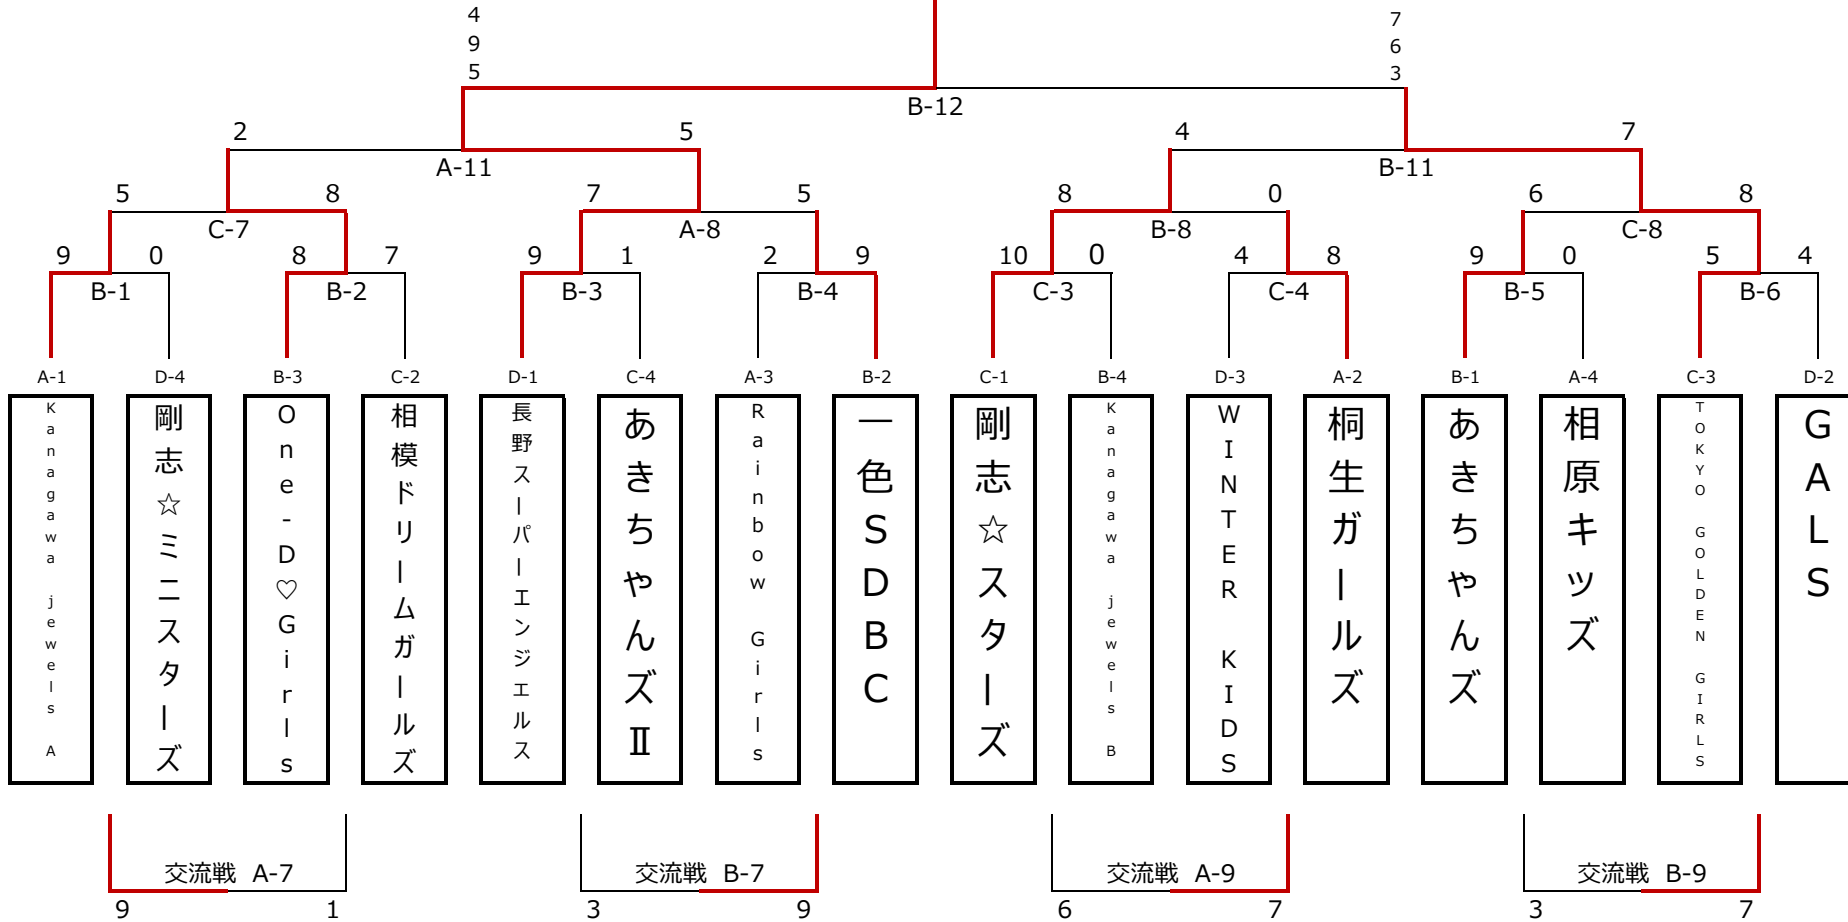 4 7
9 6
5 3
B-12
2 5 4 7
A-11 B-11
5 8 7 5 8 0 6 8
C-7 A-8 B-8 C-8
9 0 8 7 9 1 2 9 10 0 4 8 9 0 5 4
B-1 B-2 B-3 B-4 C-3 C-4 B-5 B-6
A-1 D-4 B-3 C-2 D-1 C-4 A-3 B-2 C-1 B-4 D-3 A-2 B-1 A-4 C-3 D-2
Kanagawa jewels A
剛志☆ミニスターズ
One-D♡Girls
相模ドリームガールズ
長野スーパーエンジェルス
あきちゃんズⅡ
Rainbow Girls
一色SDBC
剛志☆スターズ
Kanagawa jewels B
WINTER KIDS
桐生ガールズ
あきちゃんズ
相原キッズ
TOKYO GOLDEN GIRLS
GALS
交流戦 A-7 交流戦 B-7 交流戦 A-9 交流戦 B-9
9 1 3 9 6 7 3 7